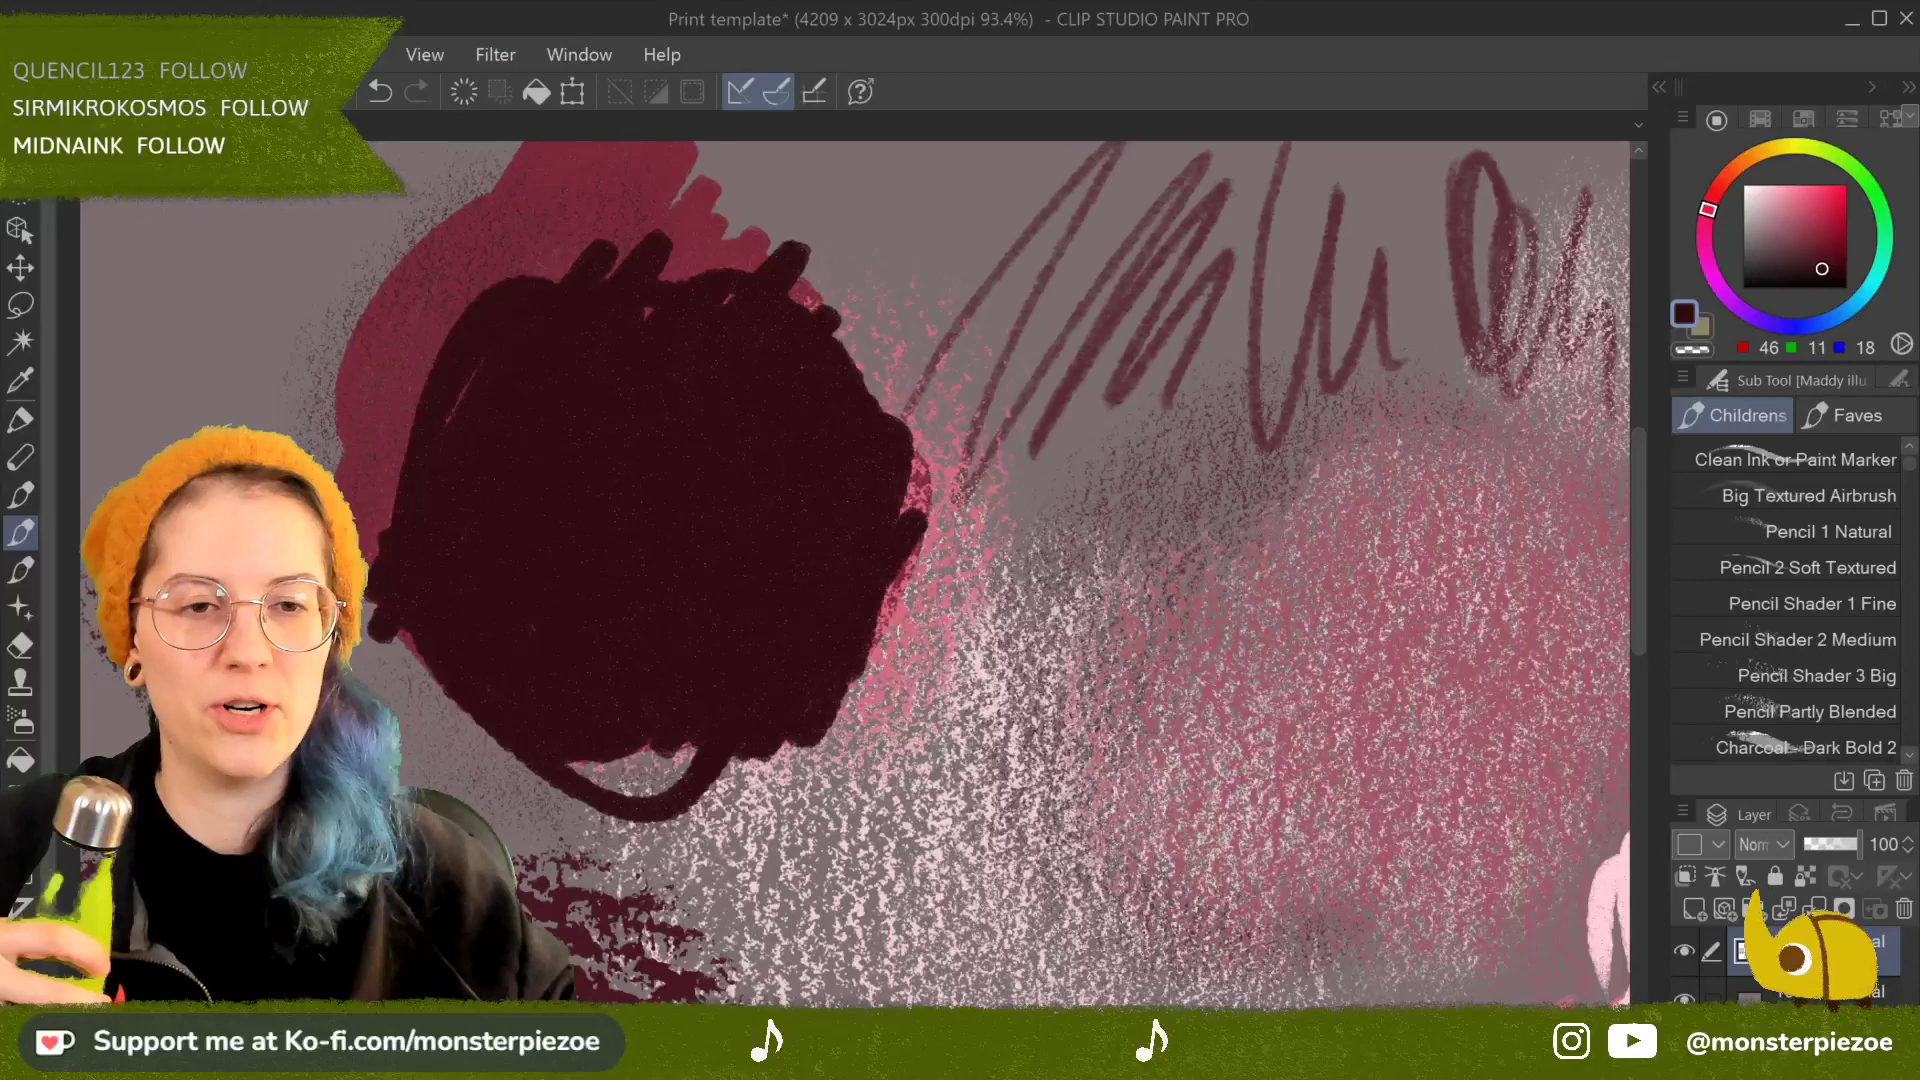 Print template* (4209 x 3024px 300dpi 93.4%) - CLIP STUDIO PAINT PRO
View Filter Window Help
QUENCIL123 FOLLOW
SIRMIKROKOSMOS FOLLOW
MIDNAINK FOLLOW
46 11 18
Sub Tool [Maddy illu
Childrens Faves
Clean Ink or Paint Marker
Big Textured Airbrush
Pencil 1 Natural
Pencil 2 Soft Textured
Pencil Shader 1 Fine
Pencil Shader 2 Medium
Pencil Shader 3 Big
Pencil Partly Blended
Charcoal - Dark Bold 2
Layer
Norr 100
al
al
Support me at Ko-fi.com/monsterpiezoe
@monsterpiezoe